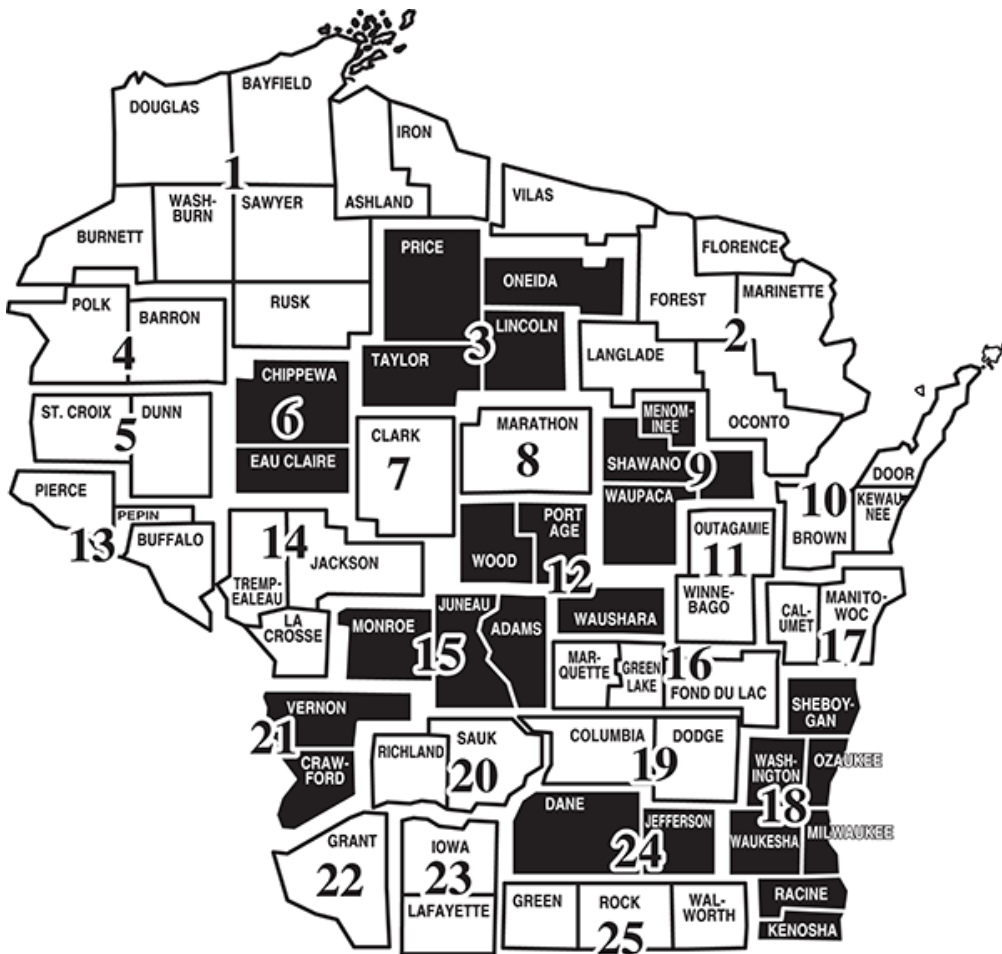 BAYFIELD
DOUGLAS
IRON
1
WASH-
BURN
SAWYER
ASHLAND
VILAS
BURNETT
PRICE
FLORENCE
ONEIDA
POLK
BARRON
RUSK
FOREST
MARINETTE
4
LINCOLN
3
2
TAYLOR
LANGLADE
CHIPPEWA
6
ST. CROIX
DUNN
5
MENOM-
INEE
OCONTO
CLARK
7
MARATHON
8
EAU CLAIRE
SHAWANO
9
DOOR
PIERCE
WAUPACA
10
KEWAU
NEE
PEPIN
13
BUFFALO
14
JACKSON
PORT
AGE
WOOD
12
OUTAGAMIE
11
BROWN
TREMP-
EALEAU
WINNE-
BAGO
CAL-
UMET
MANITO-
WOC
17
LA
CROSSE
MONROE
JUNEAU
15
ADAMS
WAUSHARA
MAR-
QUETTE
GREEN
LAKE
16
FOND DU LAC
VERNON
21
SHEBOY-
GAN
CRAW-
FORD
RICHLAND
SAUK
20
COLUMBIA
DODGE
19
WASH-
INGTON
OZAUKEE
18
DANE
JEFFERSON
24
WAUKESHA
MILWAUKEE
GRANT
22
IOWA
23
LAFAYETTE
GREEN
ROCK
25
WAL-
WORTH
RACINE
KENOSHA